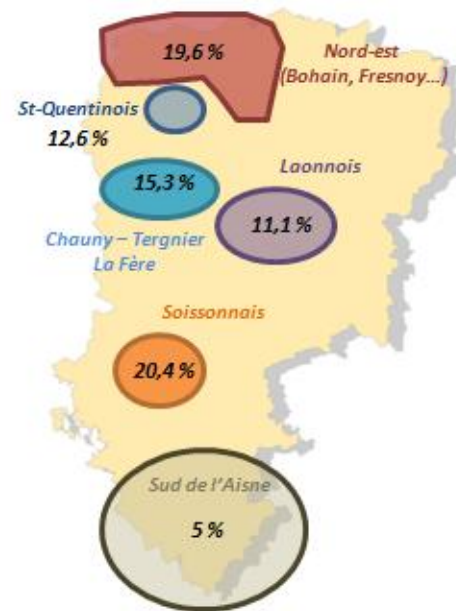 19,6 %
Nord-est
(Bohain, Fresnoy...)
St-Quentinois
12,6 %
15,3 %
Laonnois
11,1 %
Chauny – Tergnier
La Fère
Soissonnais
20,4 %
Sud de l'Aisne
5 %